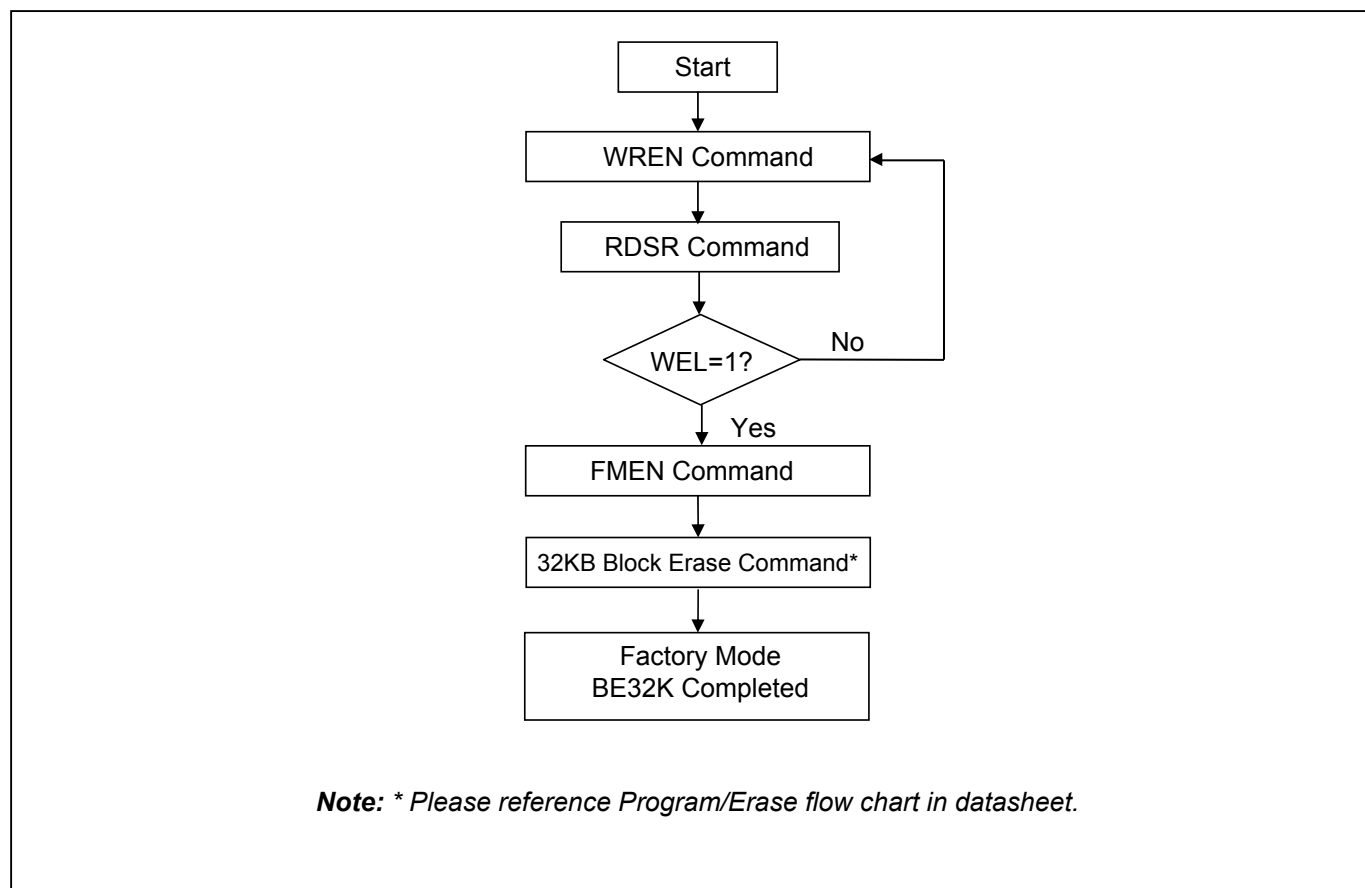 Start
WREN Command
RDSR Command
WEL=1?
No
Yes
FMEN Command
32KB Block Erase Command*
Factory Mode
BE32K Completed
Note: * Please reference Program/Erase flow chart in datasheet.